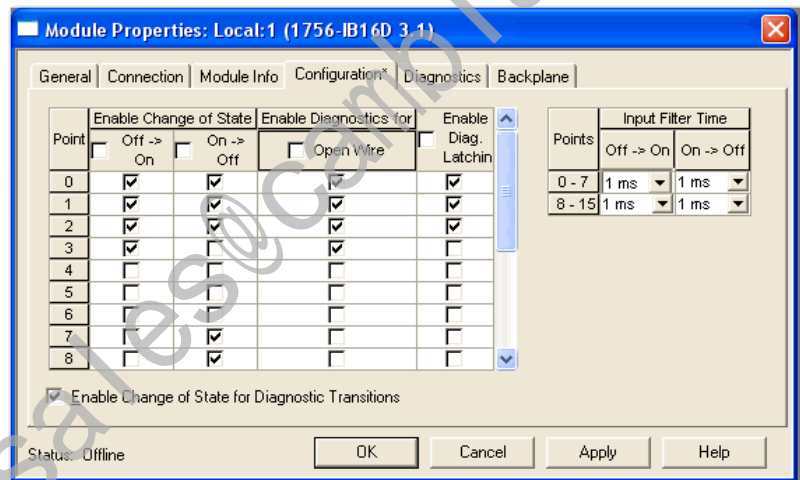 Module Properties: Local:1 (1756-IB16D 3.1)
General Connection Module Info Configuration* Diagnostics Backplane
Enable Change of State Enable Diagnostics for Enable Diag. Latchin
Point Off -> On On -> Off Open Wire
0
1
2
3
4
5
6
7
8
Input Filter Time
Points Off -> On On -> Off
0 - 7 1 ms 1 ms
8 - 15 1 ms 1 ms
Enable Change of State for Diagnostic Transitions
Status: Offline OK Cancel Apply Help
sales@cambria